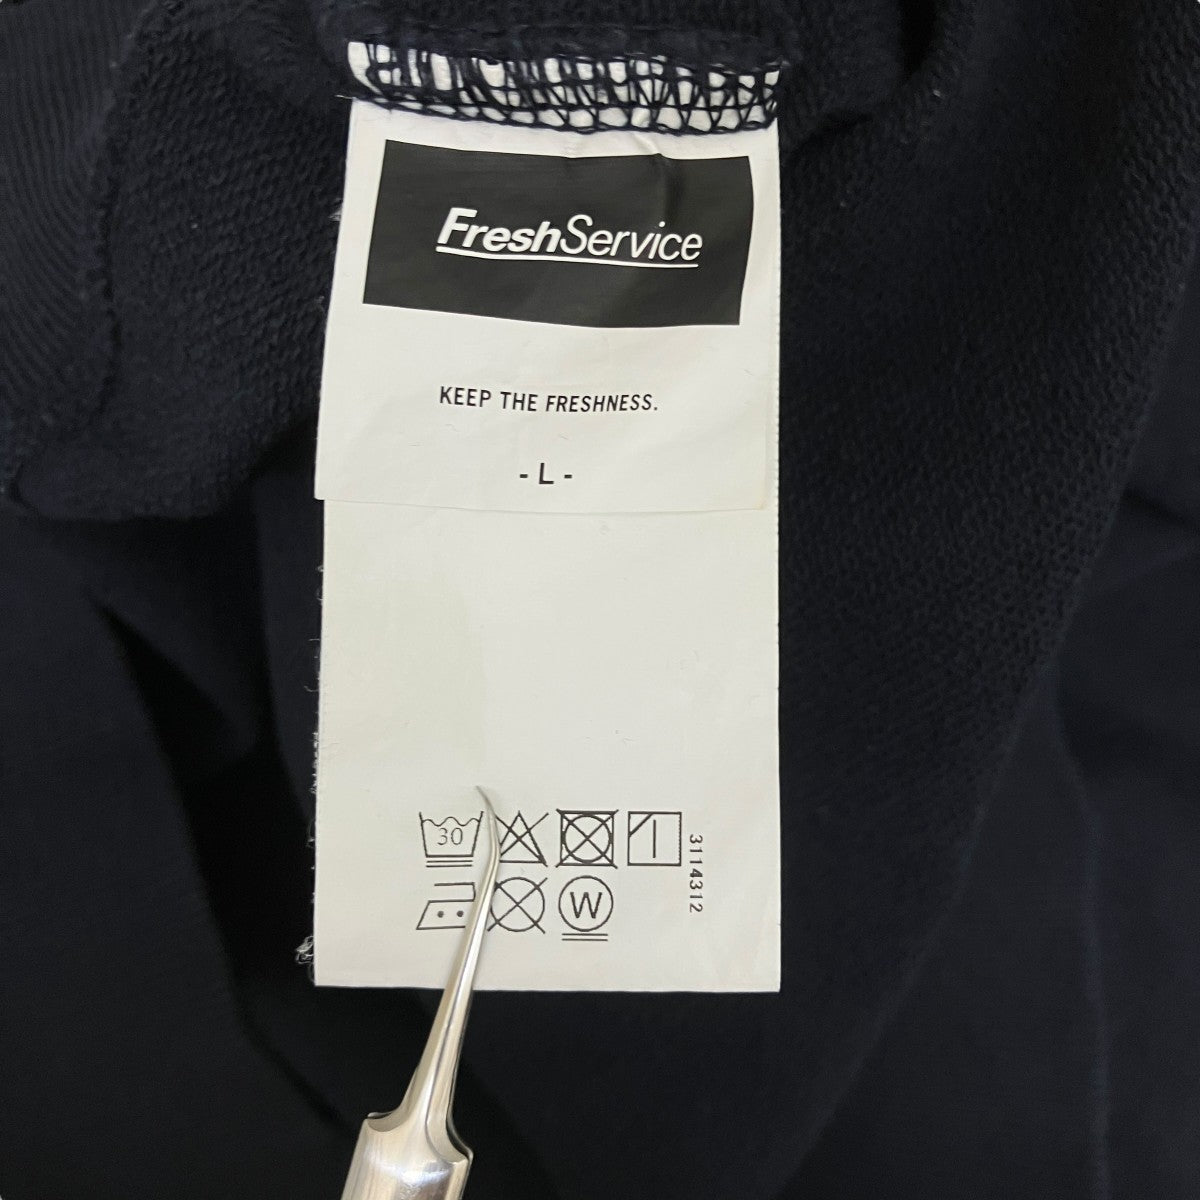 FreshService
KEEP THE FRESHNESS.
- L -
30
W
3114312